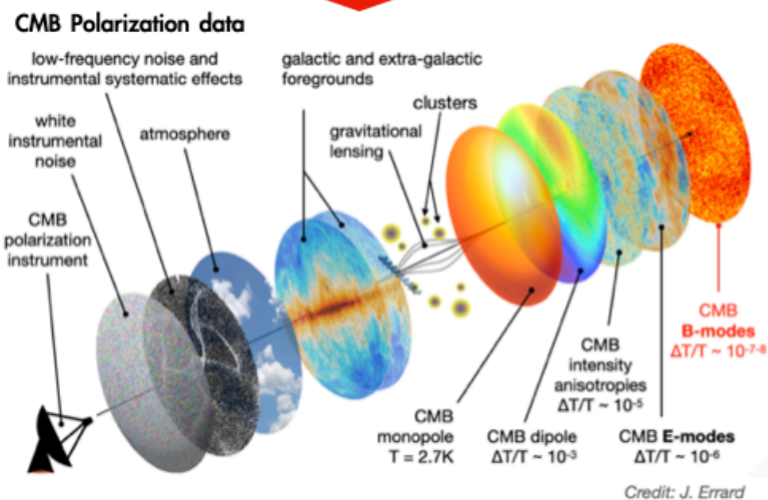 CMB Polarization data
low-frequency noise and
instrumental systematic effects
galactic and extra-galactic
foregrounds
clusters
white
instrumental
noise
atmosphere
gravitational
lensing
CMB
polarization
instrument
CMB
B-modes
ΔT/T ~ 10-7-8
CMB
intensity
anisotropies
ΔT/T ~ 10-5
CMB
monopole
T = 2.7K
CMB dipole
ΔT/T ~ 10-3
CMB E-modes
ΔT/T ~ 10-6
Credit: J. Errard